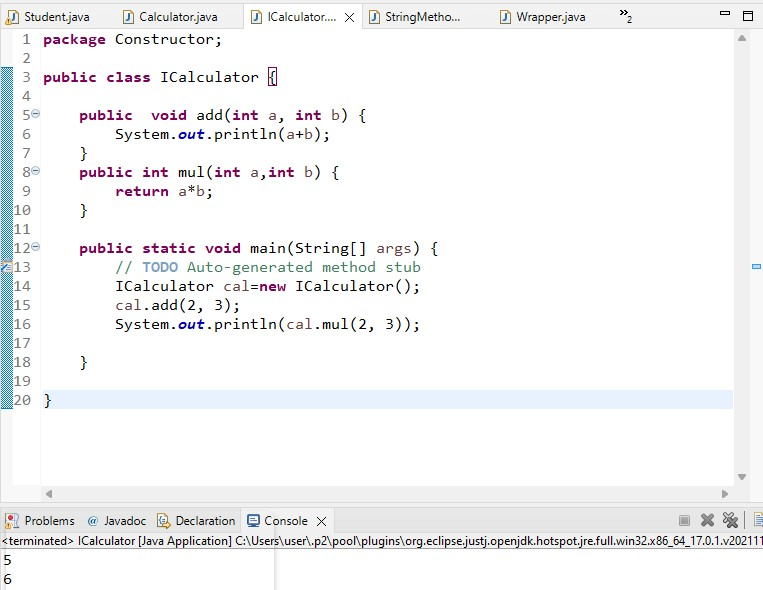 Student.java Calculator.java ICalculator.... StringMetho... Wrapper.java »2
1 package Constructor;
2
3 public class ICalculator {
4
5 public  void add(int a, int b) {
6 System.out.println(a+b);
7 }
8 public int mul(int a,int b) {
9 return a*b;
10 }
11
12 public static void main(String[] args) {
13 // TODO Auto-generated method stub
14 ICalculator cal=new ICalculator();
15 cal.add(2, 3);
16 System.out.println(cal.mul(2, 3));
17
18 }
19
20 }
Problems @ Javadoc Declaration Console
<terminated> ICalculator [Java Application] C:\Users\user\.p2\pool\plugins\org.eclipse.justj.openjdk.hotspot.jre.full.win32.x86_64_17.0.1.v202111
5
6